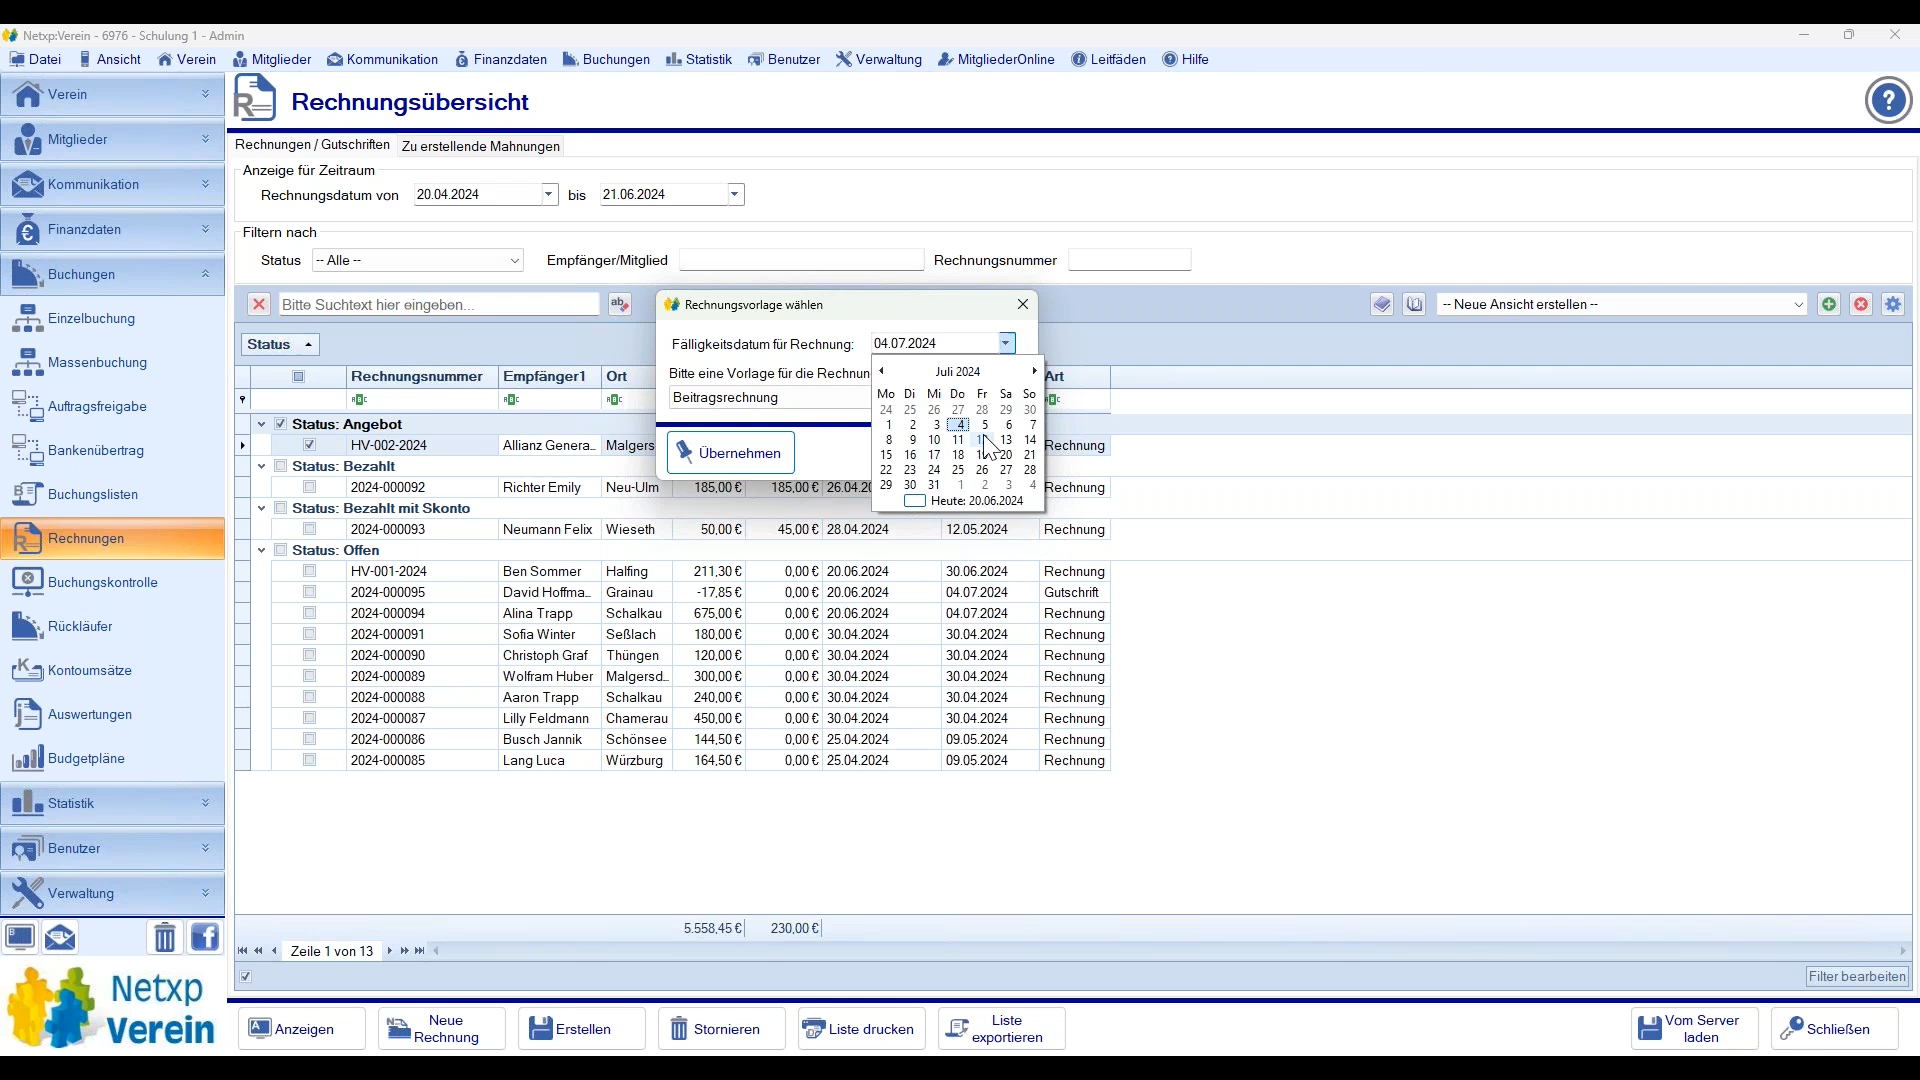 Netxp:Verein - 6976 - Schulung 1 - Admin
Datei Ansicht Verein Mitglieder Kommunikation Finanzdaten Buchungen Statistik Benutzer Verwaltung MitgliederOnline Leitfäden Hilfe
Verein
Mitglieder
Kommunikation
Finanzdaten
Buchungen
Einzelbuchung
Massenbuchung
Auftragsfreigabe
Bankenübertrag
Buchungslisten
Rechnungen
Buchungskontrolle
Rückläufer
Kontoumsätze
Auswertungen
Budgetpläne
Statistik
Benutzer
Verwaltung
Netxp
Verein
Rechnungsübersicht
Rechnungen / Gutschriften Zu erstellende Mahnungen
Anzeige für Zeitraum
Rechnungsdatum von 20.04.2024 bis 21.06.2024
Filtern nach
Status -- Alle -- Empfänger/Mitglied Rechnungsnummer
Bitte Suchtext hier eingeben... -- Neue Ansicht erstellen --
Status
Rechnungsnummer Empfänger1 Ort Art
Status: Angebot
HV-002-2024 Allianz Genera... Malgers Rechnung
Status: Bezahlt
2024-000092 Richter Emily Neu-Ulm 185,00 € 185,00 € 26.04.20 Rechnung
Status: Bezahlt mit Skonto
2024-000093 Neumann Felix Wieseth 50,00 € 45,00 € 28.04.2024 12.05.2024 Rechnung
Status: Offen
HV-001-2024 Ben Sommer Halfing 211,30 € 0,00 € 20.06.2024 30.06.2024 Rechnung
2024-000095 David Hoffma... Grainau -17,85 € 0,00 € 20.06.2024 04.07.2024 Gutschrift
2024-000094 Alina Trapp Schalkau 675,00 € 0,00 € 20.06.2024 04.07.2024 Rechnung
2024-000091 Sofia Winter Seßlach 180,00 € 0,00 € 30.04.2024 30.04.2024 Rechnung
2024-000090 Christoph Graf Thüngen 120,00 € 0,00 € 30.04.2024 30.04.2024 Rechnung
2024-000089 Wolfram Huber Malgersd... 300,00 € 0,00 € 30.04.2024 30.04.2024 Rechnung
2024-000088 Aaron Trapp Schalkau 240,00 € 0,00 € 30.04.2024 30.04.2024 Rechnung
2024-000087 Lilly Feldmann Chamerau 450,00 € 0,00 € 30.04.2024 30.04.2024 Rechnung
2024-000086 Busch Jannik Schönsee 144,50 € 0,00 € 25.04.2024 09.05.2024 Rechnung
2024-000085 Lang Luca Würzburg 164,50 € 0,00 € 25.04.2024 09.05.2024 Rechnung
5.558,45 € 230,00 €
Zeile 1 von 13
Filter bearbeiten
Anzeigen Neue Rechnung Erstellen Stornieren Liste drucken Liste exportieren Vom Server laden Schließen
Rechnungsvorlage wählen
Fälligkeitsdatum für Rechnung: 04.07.2024
Bitte eine Vorlage für die Rechnun
Beitragsrechnung
Übernehmen
Juli 2024
Mo Di Mi Do Fr Sa So
24 25 26 27 28 29 30
1 2 3 4 5 6 7
8 9 10 11 13 14
15 16 17 18 20 21
22 23 24 25 26 27 28
29 30 31 1 2 3 4
Heute: 20.06.2024